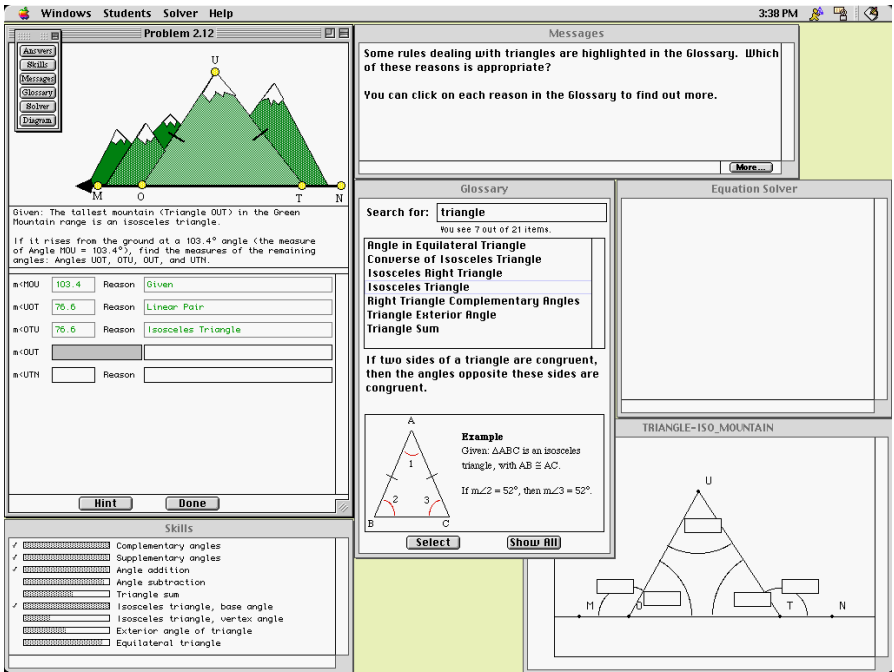 Windows Students Solver Help 3:38 PM
Problem 2.12
Answers
Skills
Messages
Glossary
Solver
Diagram
U
M O T N
Given: The tallest mountain (Triangle OUT) in the Green
Mountain range is an isosceles triangle.
If it rises from the ground at a 103.4° angle (the measure
of Angle MOU = 103.4°), find the measures of the remaining
angles: Angles UOT, OTU, OUT, and UTN.
m<MOU 103.4 Reason Given
m<UOT 76.6 Reason Linear Pair
m<OTU 76.6 Reason Isosceles Triangle
m<OUT
m<UTN Reason
Hint Done
Messages
Some rules dealing with triangles are highlighted in the Glossary. Which
of these reasons is appropriate?
You can click on each reason in the Glossary to find out more.
More...
Glossary
Search for: triangle
You see 7 out of 21 items.
Angle in Equilateral Triangle
Converse of Isosceles Triangle
Isosceles Right Triangle
Isosceles Triangle
Right Triangle Complementary Angles
Triangle Exterior Angle
Triangle Sum
If two sides of a triangle are congruent,
then the angles opposite these sides are
congruent.
A
1
2 3
B C
Example
Given: ΔABC is an isosceles
triangle, with AB ≅ AC.
If m∠2 = 52°, then m∠3 = 52°.
Select Show All
Equation Solver
Skills
Complementary angles
Supplementary angles
Angle addition
Angle subtraction
Triangle sum
Isosceles triangle, base angle
Isosceles triangle, vertex angle
Exterior angle of triangle
Equilateral triangle
TRIANGLE-ISO_MOUNTAIN
U
M O T N